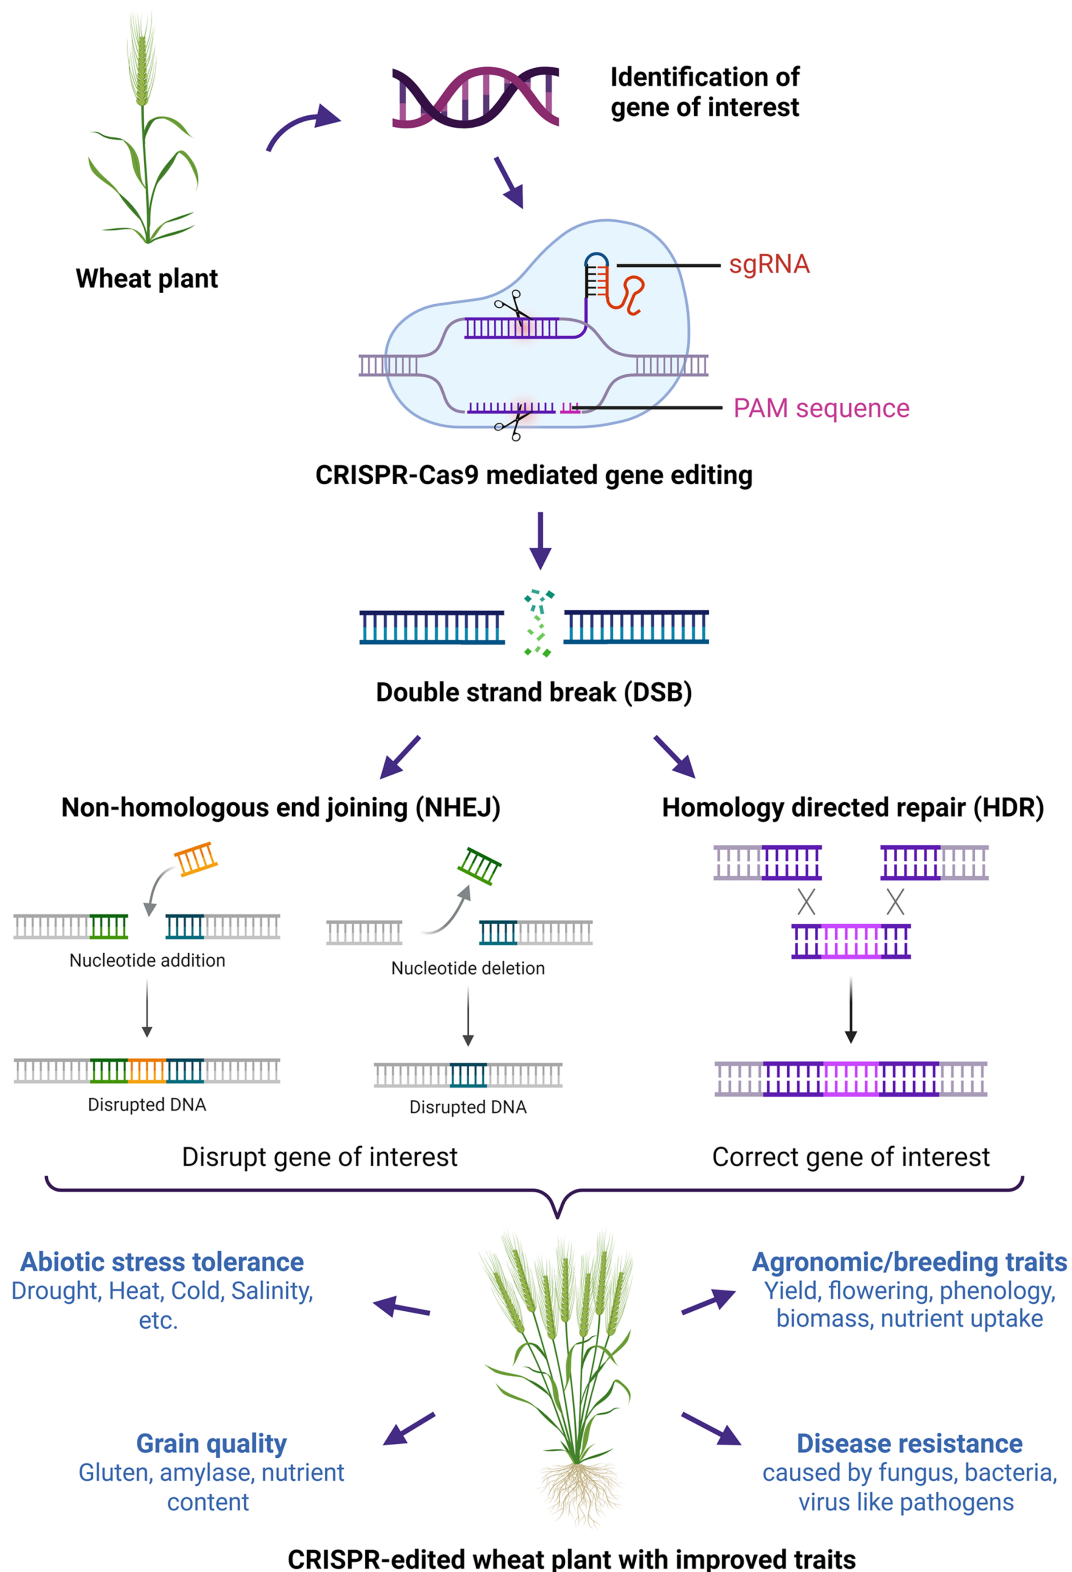 Identification of
gene of interest
Wheat plant
sgRNA
PAM sequence
CRISPR-Cas9 mediated gene editing
Double strand break (DSB)
Non-homologous end joining (NHEJ)
Homology directed repair (HDR)
Nucleotide addition
Nucleotide deletion
Disrupted DNA
Disrupted DNA
Disrupt gene of interest
Correct gene of interest
Abiotic stress tolerance
Drought, Heat, Cold, Salinity,
etc.
Agronomic/breeding traits
Yield, flowering, phenology,
biomass, nutrient uptake
Grain quality
Gluten, amylase, nutrient
content
Disease resistance
caused by fungus, bacteria,
virus like pathogens
CRISPR-edited wheat plant with improved traits